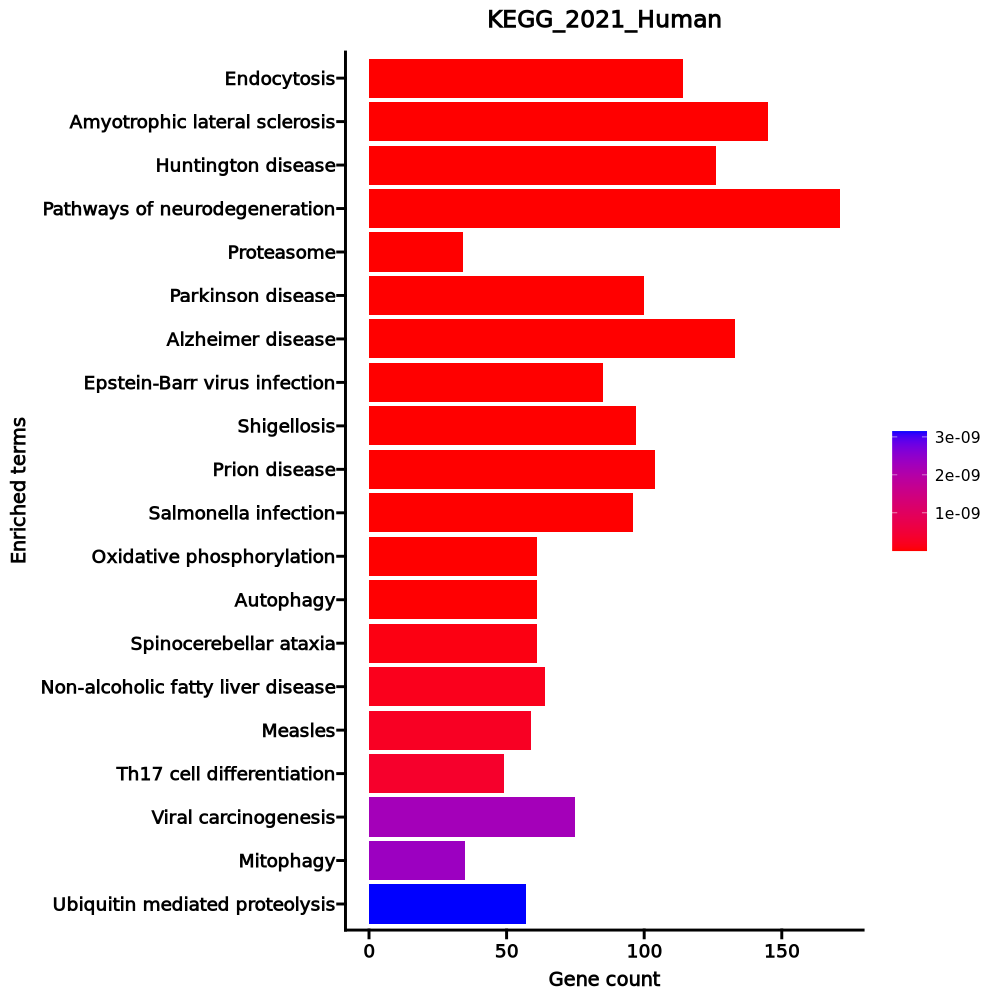 KEGG_2021_Human
Endocytosis
Amyotrophic lateral sclerosis
Huntington disease
Pathways of neurodegeneration
Proteasome
Parkinson disease
Alzheimer disease
Epstein-Barr virus infection
Shigellosis
Prion disease
Salmonella infection
Oxidative phosphorylation
Autophagy
Spinocerebellar ataxia
Non-alcoholic fatty liver disease
Measles
Th17 cell differentiation
Viral carcinogenesis
Mitophagy
Ubiquitin mediated proteolysis
Enriched terms
0 50 100 150
Gene count
3e-09
2e-09
1e-09